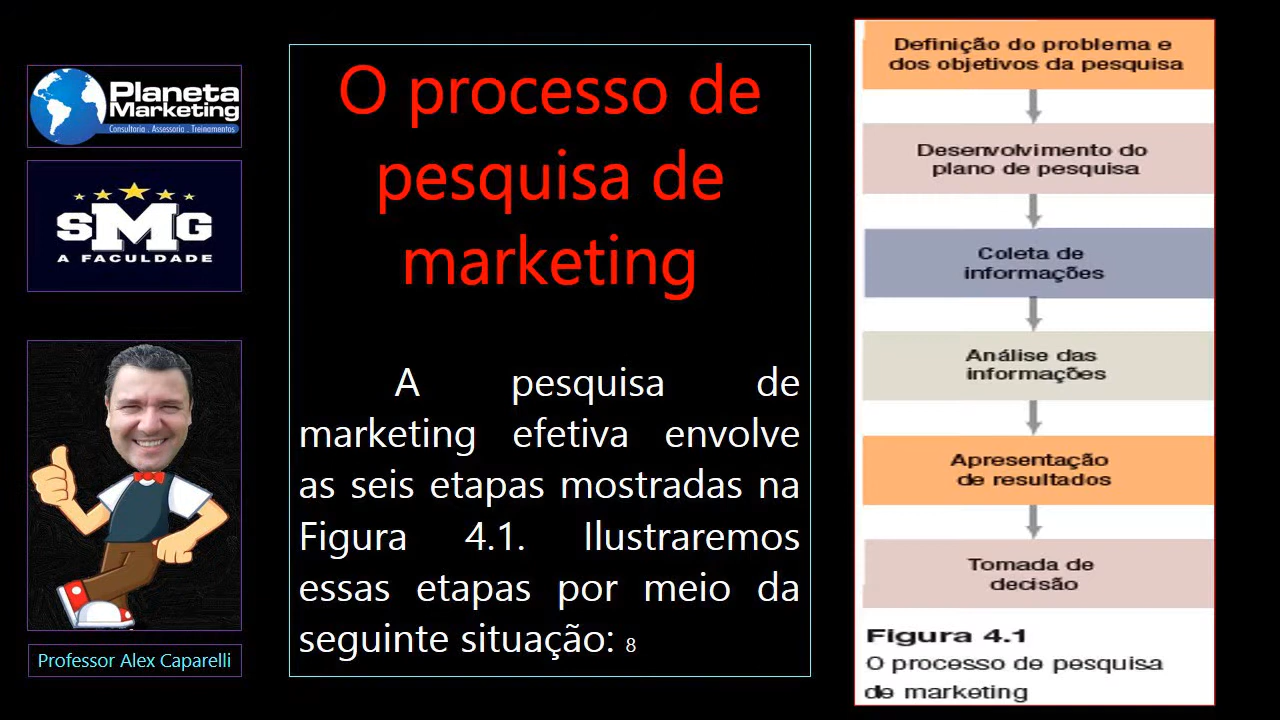 Planeta
Marketing
Consultoria . Assessoria . Treinamentos
SMG
A FACULDADE
Professor Alex Caparelli
O processo de
pesquisa de
marketing
A pesquisa de
marketing efetiva envolve
as seis etapas mostradas na
Figura 4.1. Ilustraremos
essas etapas por meio da
seguinte situação: 8
Definição do problema e
dos objetivos da pesquisa
Desenvolvimento do
plano de pesquisa
Coleta de
informações
Análise das
informações
Apresentação
de resultados
Tomada de
decisão
Figura 4.1
O processo de pesquisa
de marketing